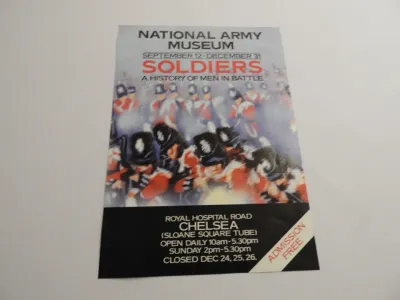 NATIONAL ARMY
MUSEUM
SEPTEMBER 12-DECEMBER 31
SOLDIERS
A HISTORY OF MEN IN BATTLE
ROYAL HOSPITAL ROAD
CHELSEA
(SLOANE SQUARE TUBE)
OPEN DAILY 10am-5.30pm
SUNDAY 2pm-5.30pm
CLOSED DEC 24, 25, 26.
ADMISSION
FREE